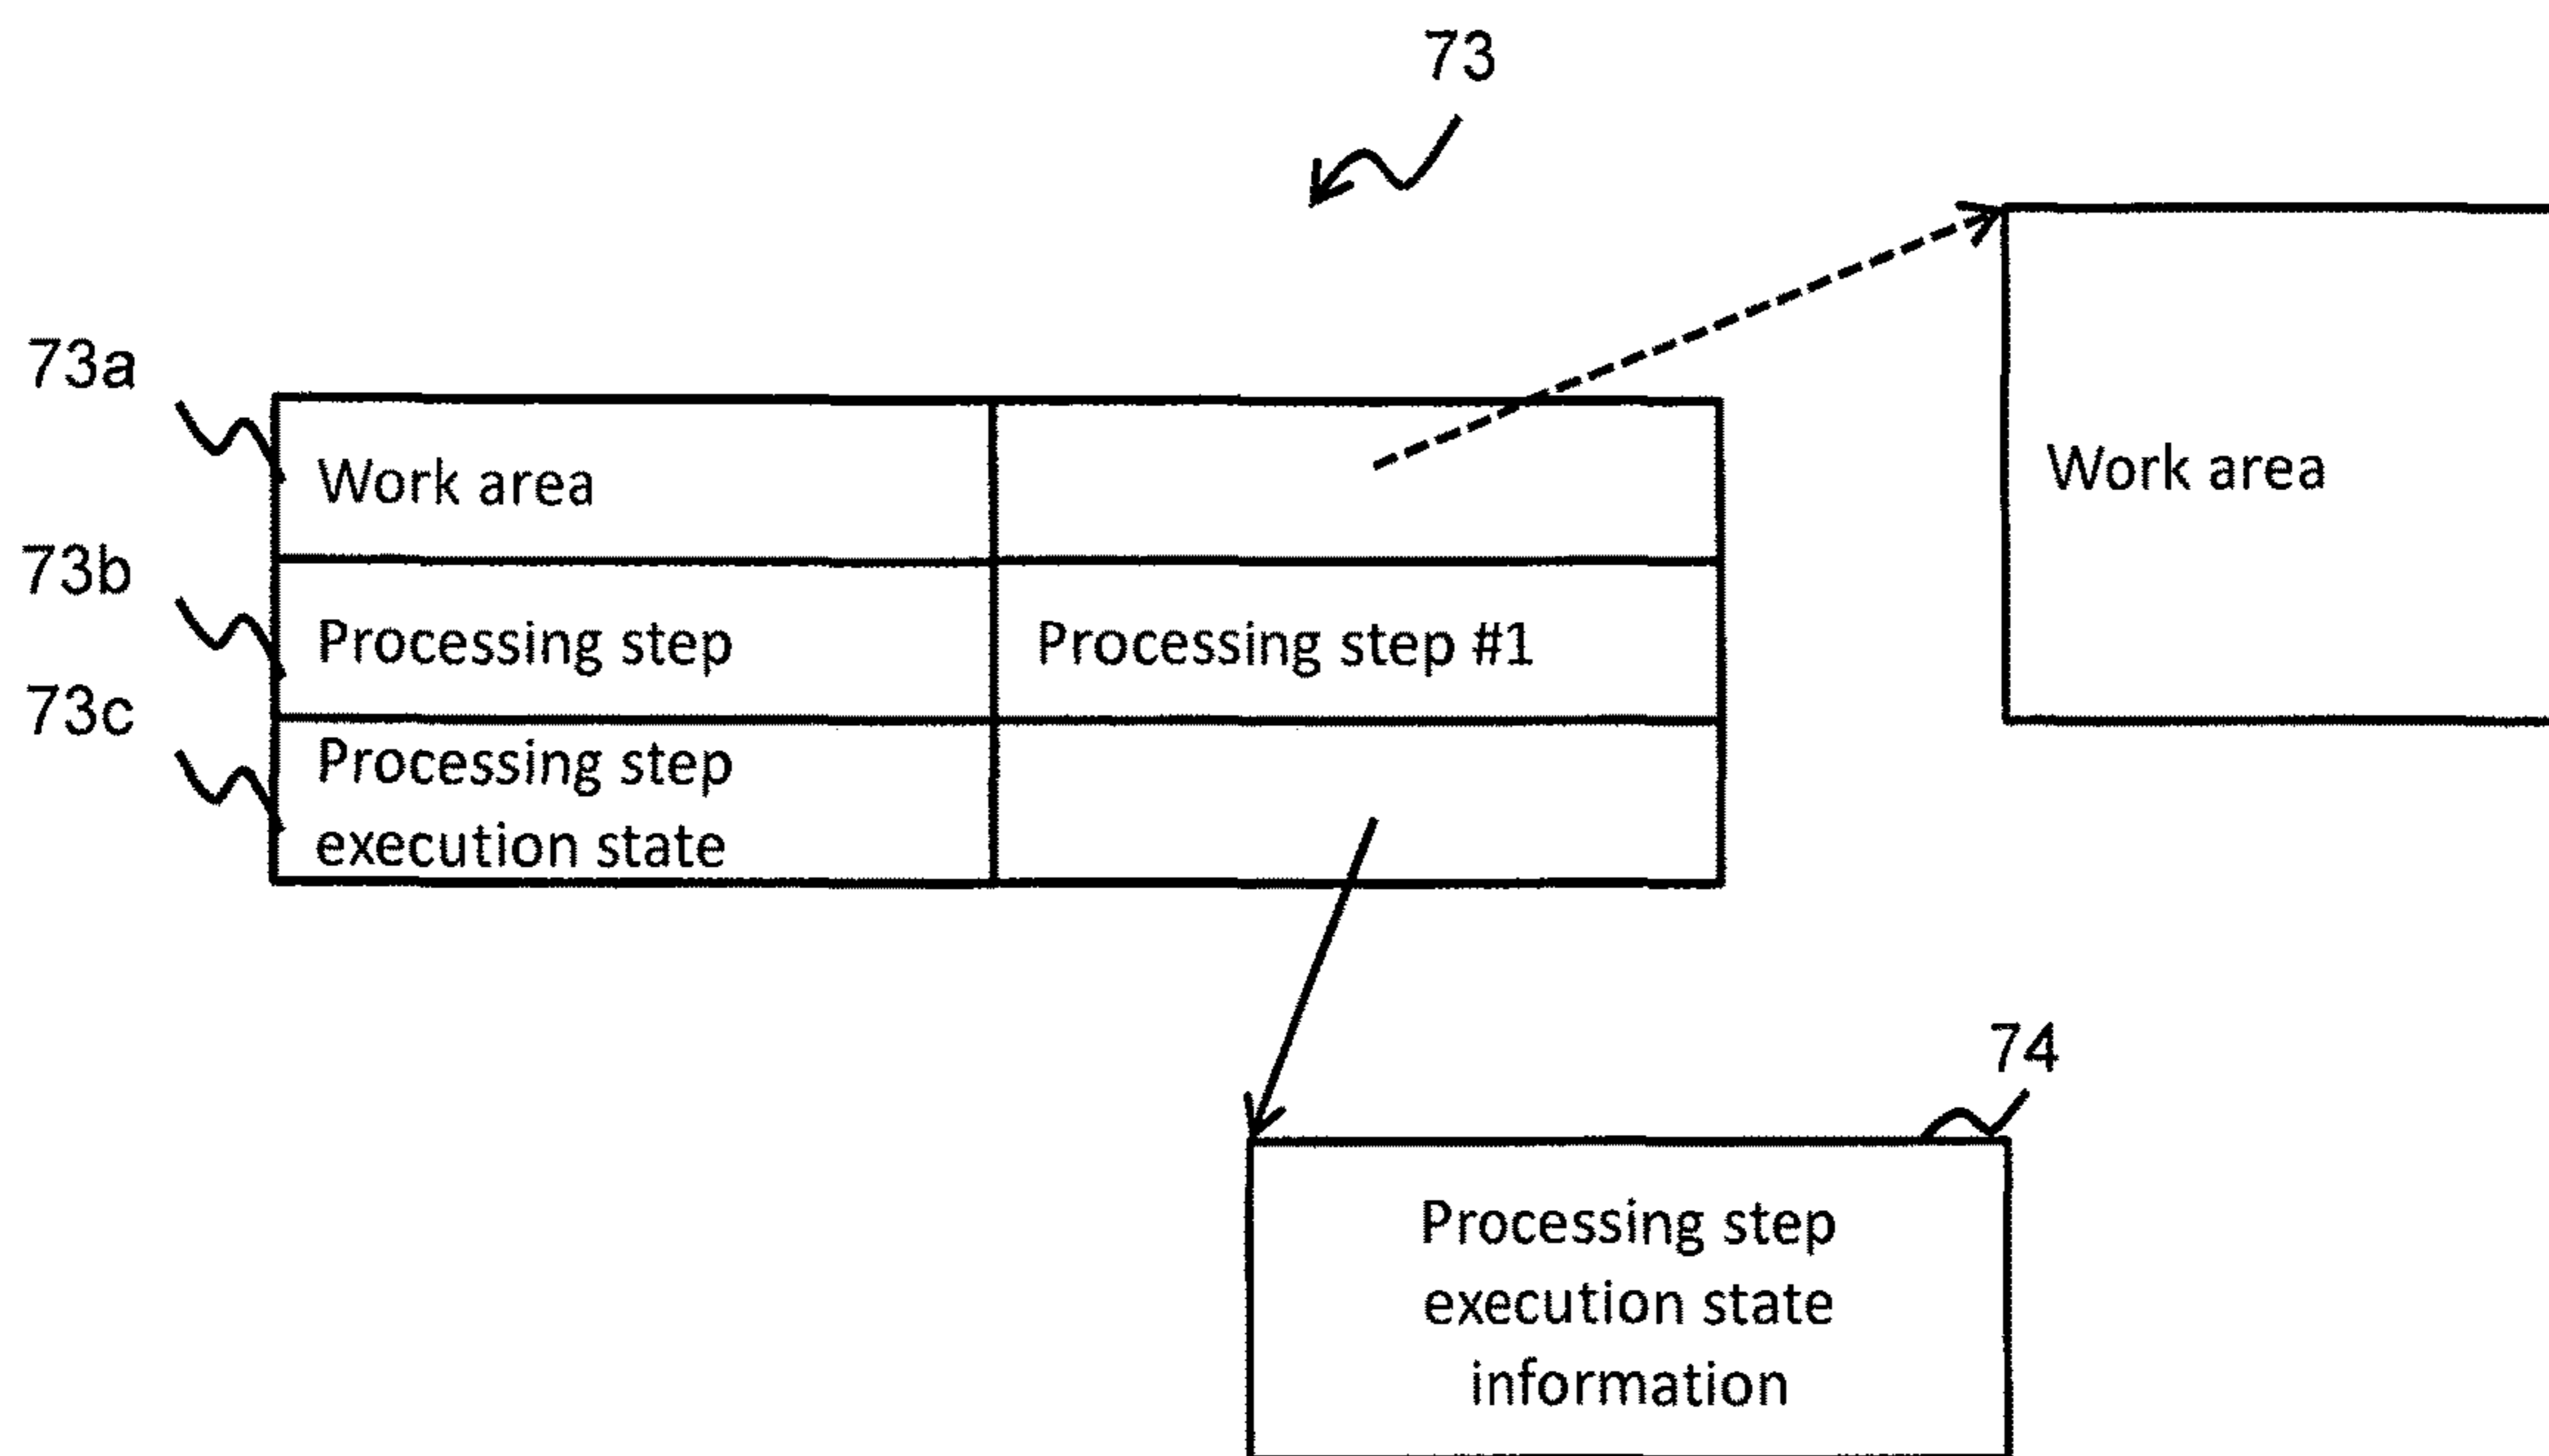 73
73a
Work area
Work area
73b
Processing step
Processing step #1
73c
Processing step
execution state
74
Processing step
execution state
information